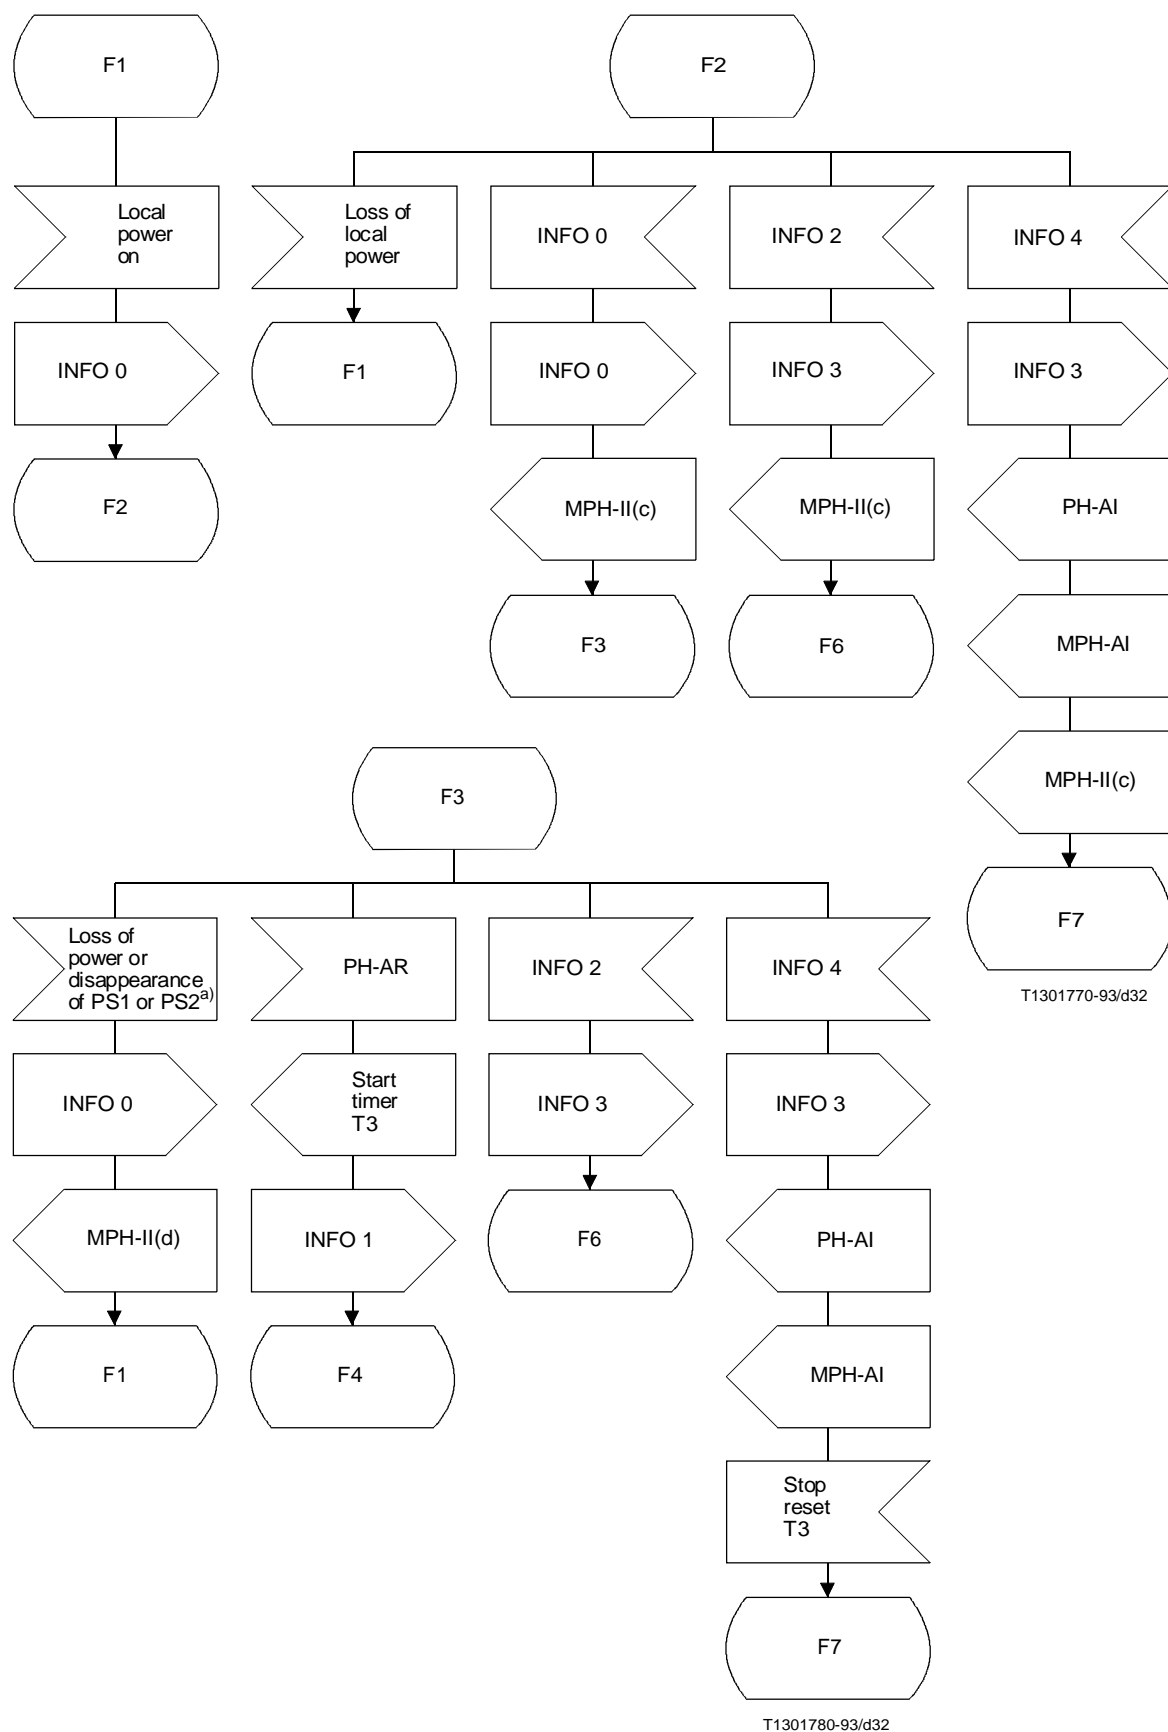 F1
F2
Local
power
on
Loss of
local
power
INFO 0
INFO 2
INFO 4
INFO 0
F1
INFO 0
INFO 3
INFO 3
F2
MPH-II(c)
MPH-II(c)
PH-AI
F3
F6
MPH-AI
MPH-II(c)
F7
T1301770-93/d32
F3
Loss of
power or
disappearance
of PS1 or PS2a)
PH-AR
INFO 2
INFO 4
INFO 0
Start
timer
T3
INFO 3
INFO 3
MPH-II(d)
INFO 1
F6
PH-AI
F1
F4
MPH-AI
Stop
reset
T3
F7
T1301780-93/d32